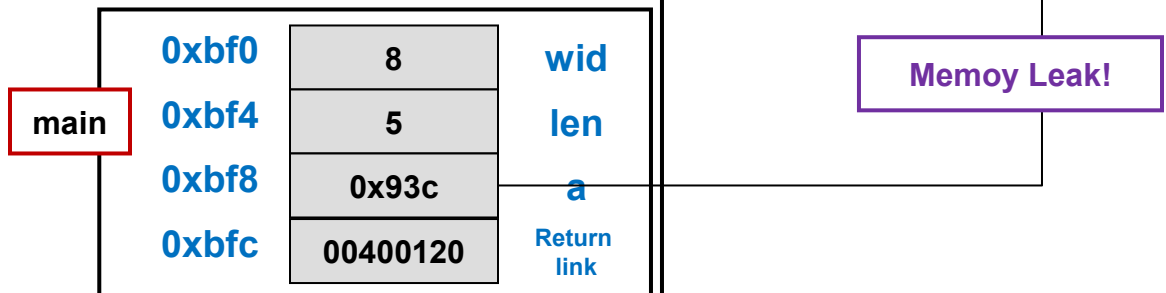 0xbf0 8 wid
Memoy Leak!
main 0xbf4 5 len
0xbf8 0x93c a
0xbfc 00400120 Return
link